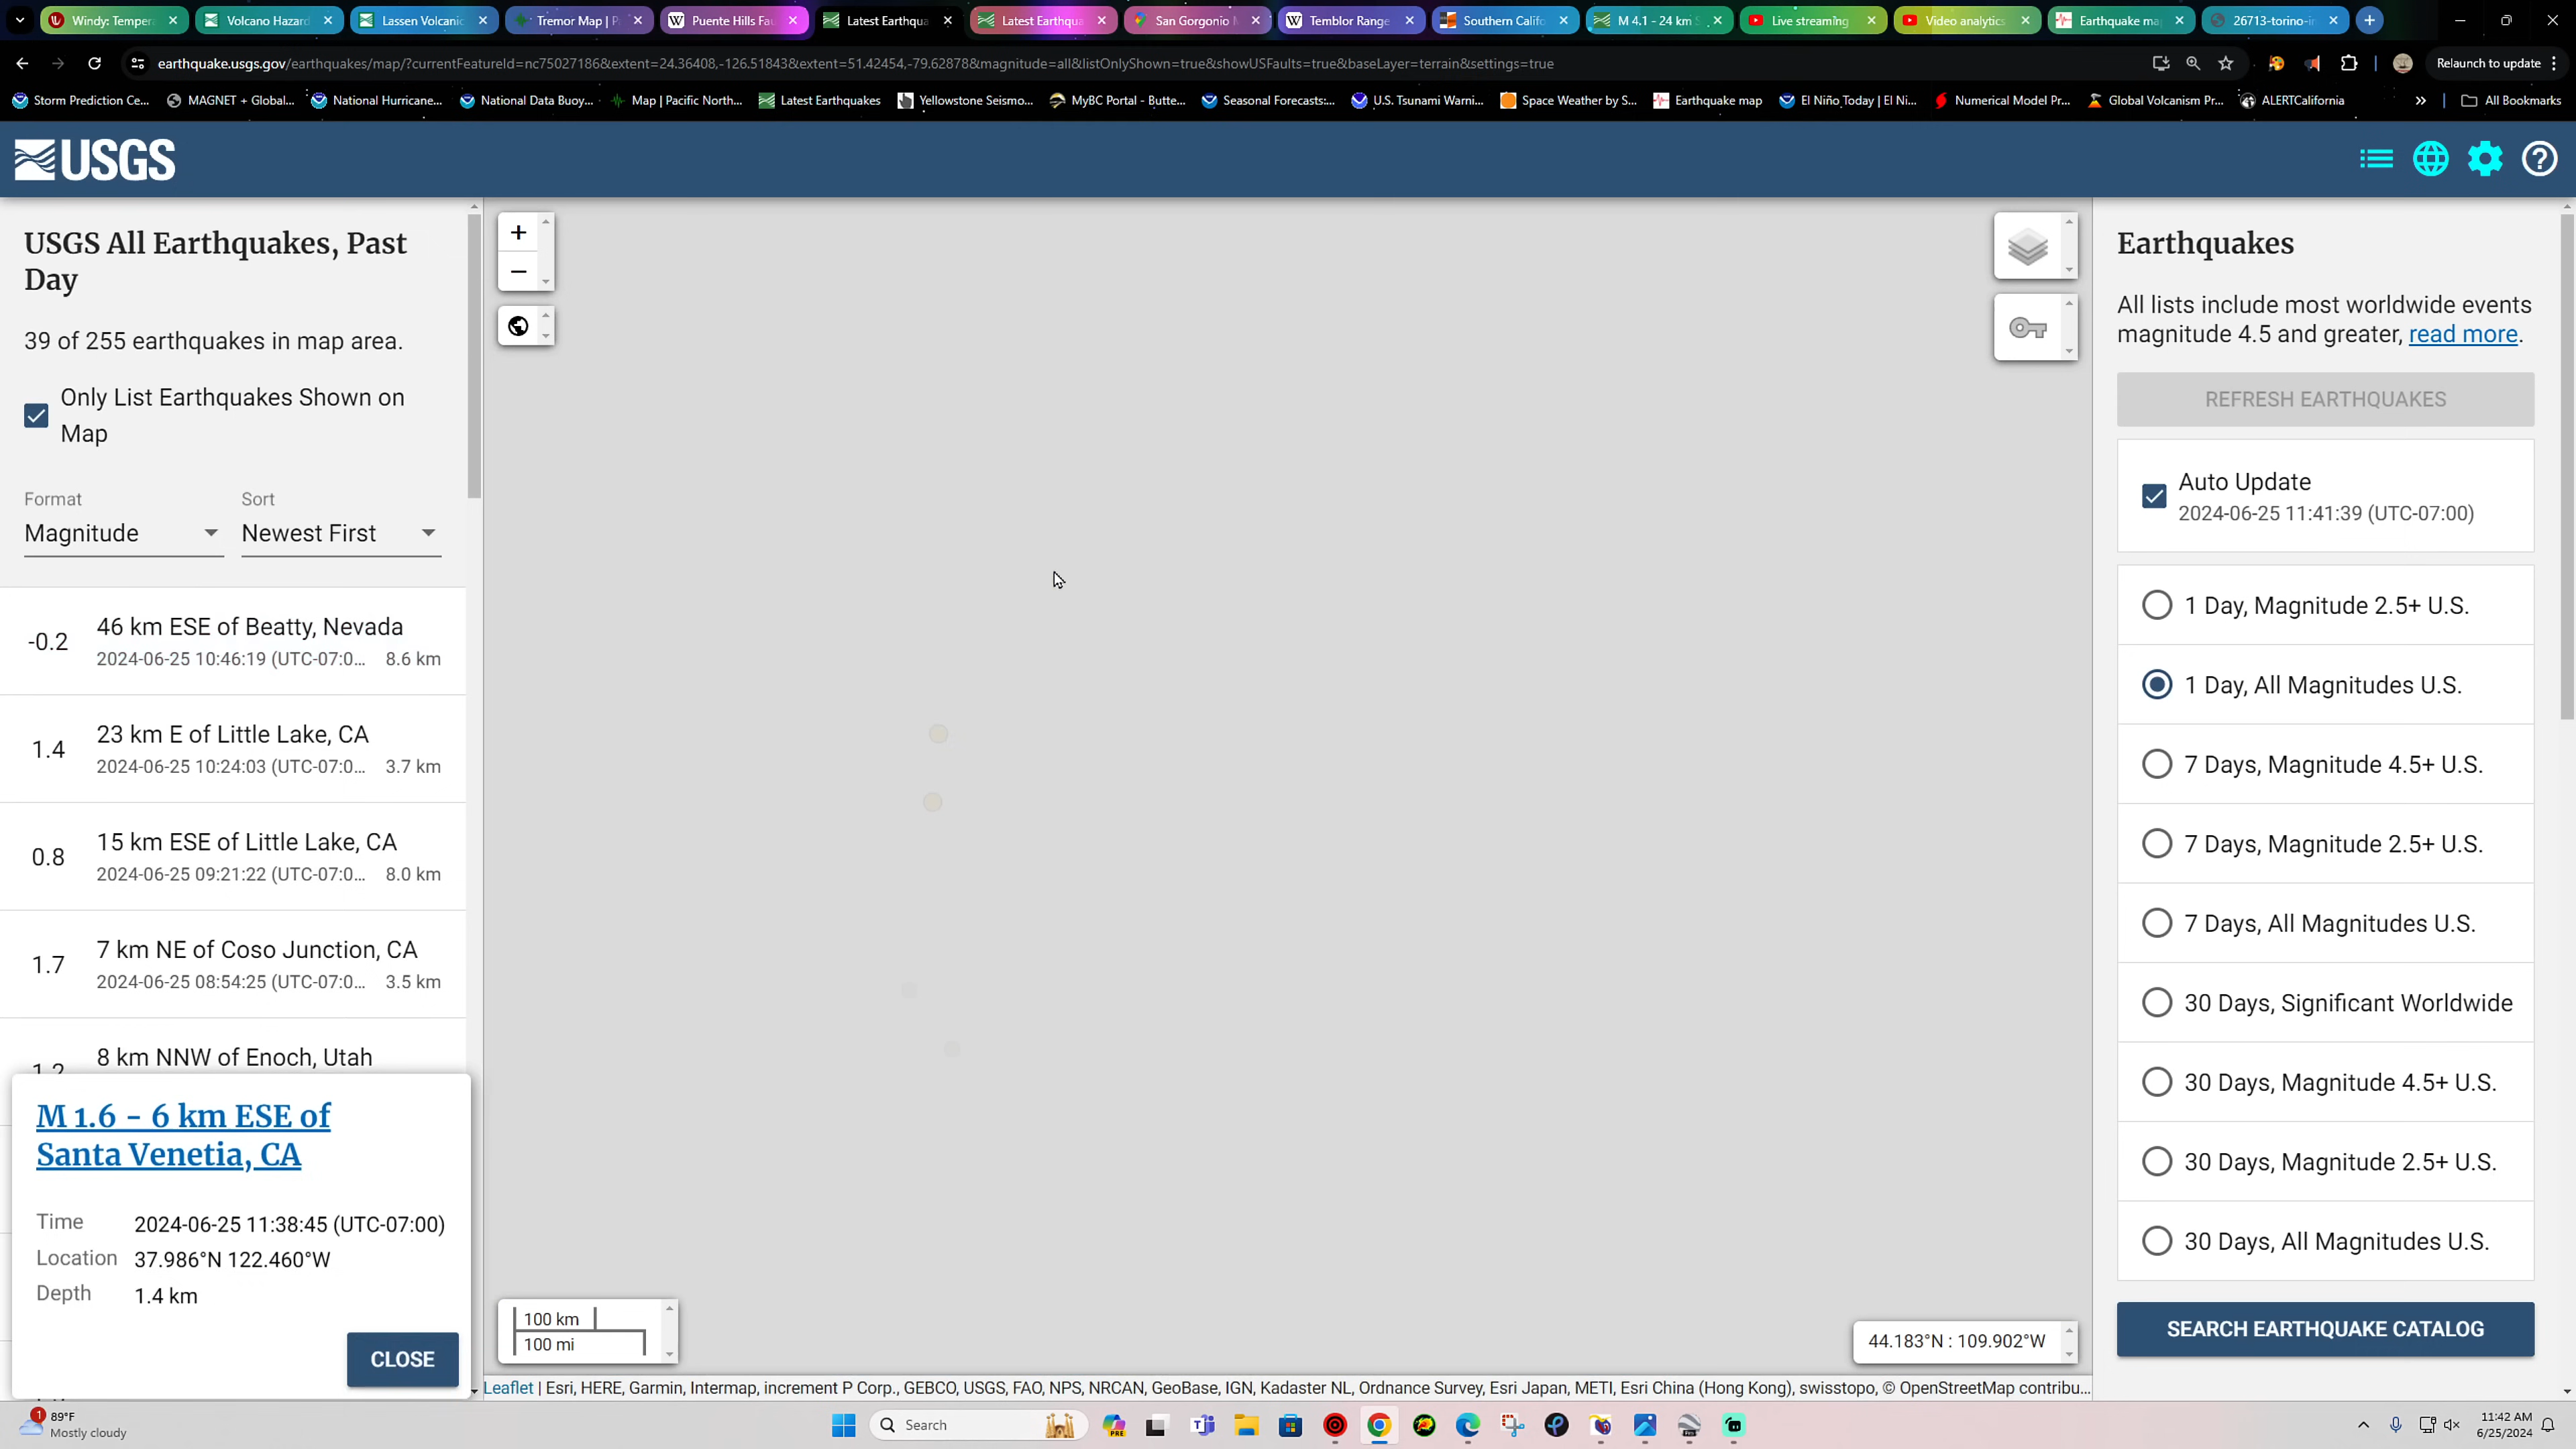 Windy: Tempera
Volcano Hazard
Lassen Volcanic
Tremor Map | P
Puente Hills Fau
Latest Earthqua
Latest Earthqua
San Gorgonio M
Temblor Range
Southern Califo
M 4.1 - 24 km S
Live streaming
Video analytics
Earthquake ma
26713-torino-in
earthquake.usgs.gov/earthquakes/map/?currentFeatureId=nc75027186&extent=24.36408,-126.51843&extent=51.42454,-79.62878&magnitude=all&listOnlyShown=true&showUSFaults=true&baseLayer=terrain&settings=true
Relaunch to update
Storm Prediction Ce...
MAGNET + Global...
National Hurricane...
National Data Buoy...
Map | Pacific North...
Latest Earthquakes
Yellowstone Seismo...
MyBC Portal - Butte...
Seasonal Forecasts:...
U.S. Tsunami Warni...
Space Weather by S...
Earthquake map
El Niño Today | El Ni...
Numerical Model Pr...
Global Volcanism Pr...
ALERTCalifornia
All Bookmarks
USGS
USGS All Earthquakes, Past
Day
39 of 255 earthquakes in map area.
Only List Earthquakes Shown on
Map
Format
Sort
Magnitude
Newest First
-0.2
46 km ESE of Beatty, Nevada
2024-06-25 10:46:19 (UTC-07:0...
8.6 km
1.4
23 km E of Little Lake, CA
2024-06-25 10:24:03 (UTC-07:0...
3.7 km
0.8
15 km ESE of Little Lake, CA
2024-06-25 09:21:22 (UTC-07:0...
8.0 km
1.7
7 km NE of Coso Junction, CA
2024-06-25 08:54:25 (UTC-07:0...
3.5 km
1.2
8 km NNW of Enoch, Utah
M 1.6 - 6 km ESE of
Santa Venetia, CA
Time 2024-06-25 11:38:45 (UTC-07:00)
Location 37.986°N 122.460°W
Depth 1.4 km
CLOSE
+
−
100 km
100 mi
44.183°N : 109.902°W
Leaflet | Esri, HERE, Garmin, Intermap, increment P Corp., GEBCO, USGS, FAO, NPS, NRCAN, GeoBase, IGN, Kadaster NL, Ordnance Survey, Esri Japan, METI, Esri China (Hong Kong), swisstopo, © OpenStreetMap contribu...
Earthquakes
All lists include most worldwide events
magnitude 4.5 and greater, read more.
REFRESH EARTHQUAKES
Auto Update
2024-06-25 11:41:39 (UTC-07:00)
1 Day, Magnitude 2.5+ U.S.
1 Day, All Magnitudes U.S.
7 Days, Magnitude 4.5+ U.S.
7 Days, Magnitude 2.5+ U.S.
7 Days, All Magnitudes U.S.
30 Days, Significant Worldwide
30 Days, Magnitude 4.5+ U.S.
30 Days, Magnitude 2.5+ U.S.
30 Days, All Magnitudes U.S.
SEARCH EARTHQUAKE CATALOG
1
89°F
Mostly cloudy
Search
PRE
11:42 AM
6/25/2024